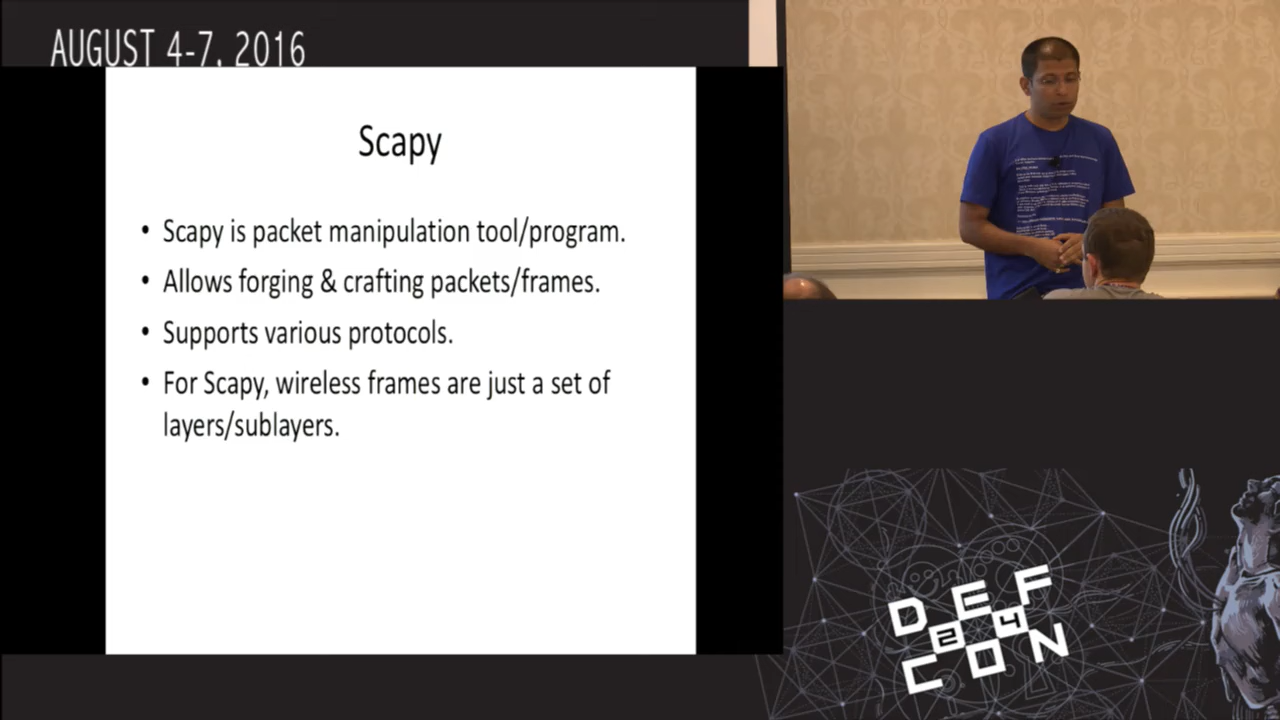 AUGUST 4-7, 2016
Scapy
• Scapy is packet manipulation tool/program.
• Allows forging & crafting packets/frames.
• Supports various protocols.
• For Scapy, wireless frames are just a set of
layers/sublayers.
DEF
24
CON